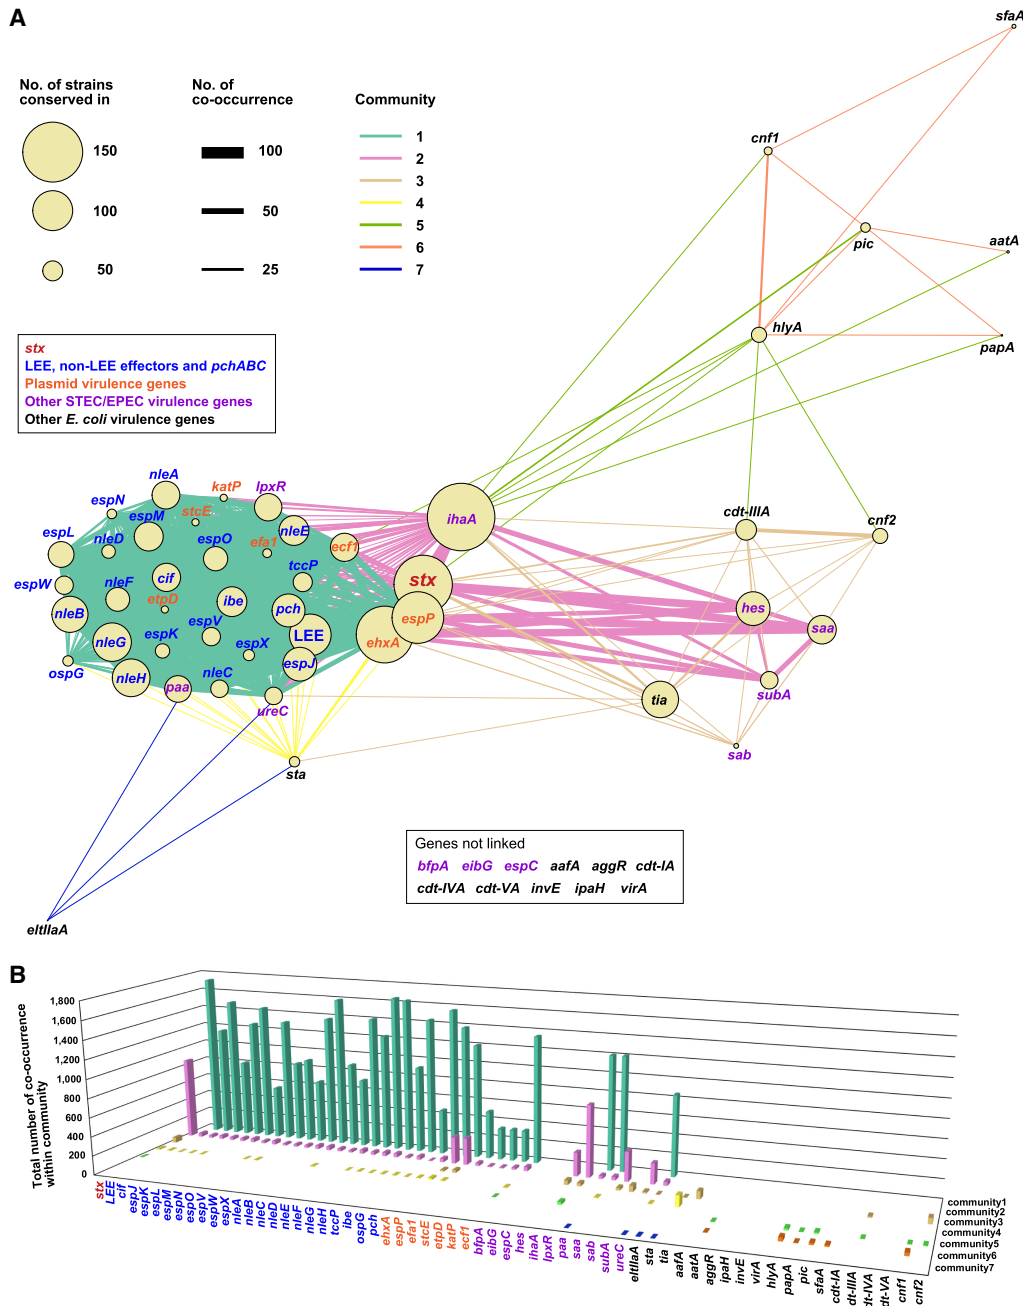 A
No. of strains
conserved in
150
100
50
No. of
co-occurrence
100
50
25
Community
1
2
3
4
5
6
7
stx
LEE, non-LEE effectors and pchABC
Plasmid virulence genes
Other STEC/EPEC virulence genes
Other E. coli virulence genes
sfaA
cnf1
pic
aatA
hlyA
papA
nleA
katP
lpxR
espN
espM
stcE
nleE
espL
nleD
espO
efa1
ecf1
ihaA
cdt-IIIA
cnf2
espW
nleF
cif
tccP
stx
nleB
etpD
ibe
pch
espP
hes
nleG
espK
espV
LEE
ehxA
saa
espX
espJ
ospG
nleH
paa
nleC
ureC
tia
subA
sab
sta
eltIIaA
Genes not linked
bfpA eibG espC aafA aggR cdt-IA
cdt-IVA cdt-VA invE ipaH virA
B
Total number of co-occurrence
within community
1,800
1,600
1,400
1,200
1,000
800
600
400
200
0
stx
LEE
cif
espJ
espK
espL
espM
espN
espO
espV
espW
espX
nleA
nleB
nleC
nleD
nleE
nleF
nleG
nleH
tccP
ibe
ospG
pch
ehxA
espP
efa1
stcE
etpD
katP
ecf1
bfpA
eibG
espC
hes
ihaA
lpxR
paa
saa
sab
subA
ureC
eltIIaA
sta
tia
aafA
aatA
aggR
ipaH
invE
virA
hlyA
papA
pic
sfaA
cdt-IA
dt-IIIA
dt-IVA
dt-VA
cnf1
cnf2
community1
community2
community3
community4
community5
community6
community7